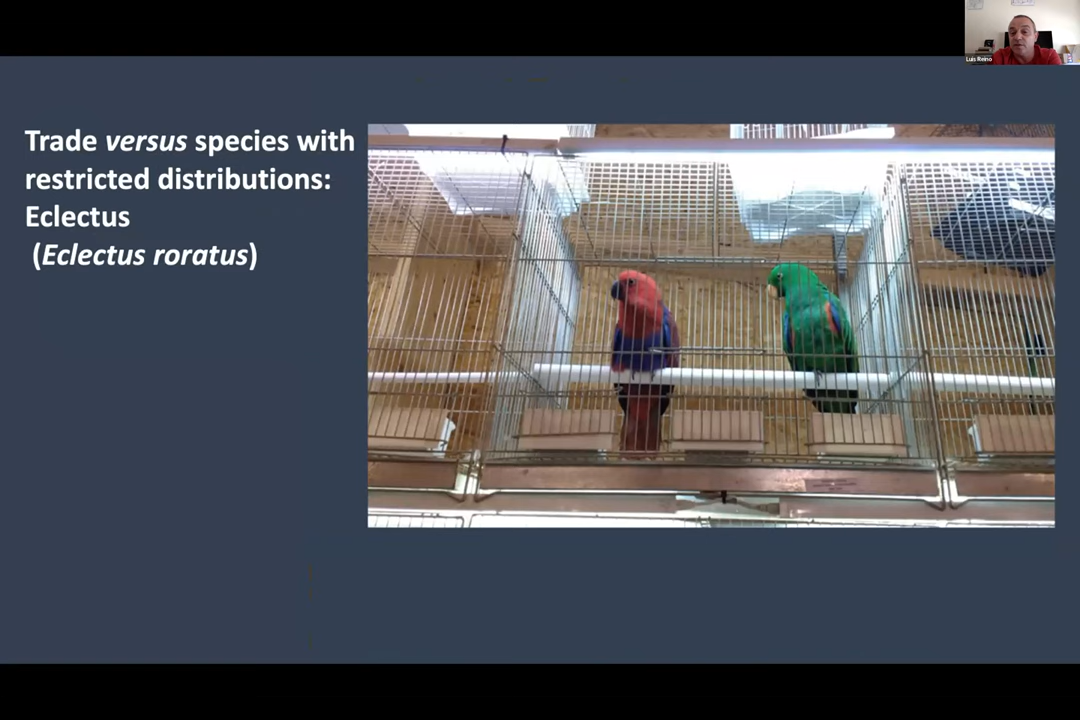 Luis Reino
Trade versus species with
restricted distributions:
Eclectus
(Eclectus roratus)